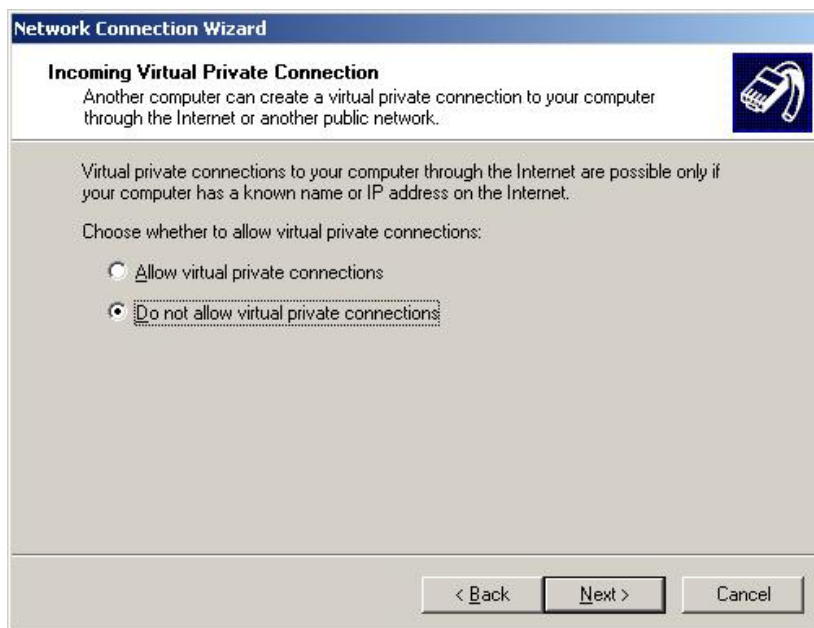 Network Connection Wizard
Incoming Virtual Private Connection
Another computer can create a virtual private connection to your computer
through the Internet or another public network.
Virtual private connections to your computer through the Internet are possible only if
your computer has a known name or IP address on the Internet.
Choose whether to allow virtual private connections:
Allow virtual private connections
Do not allow virtual private connections
< Back
Next >
Cancel